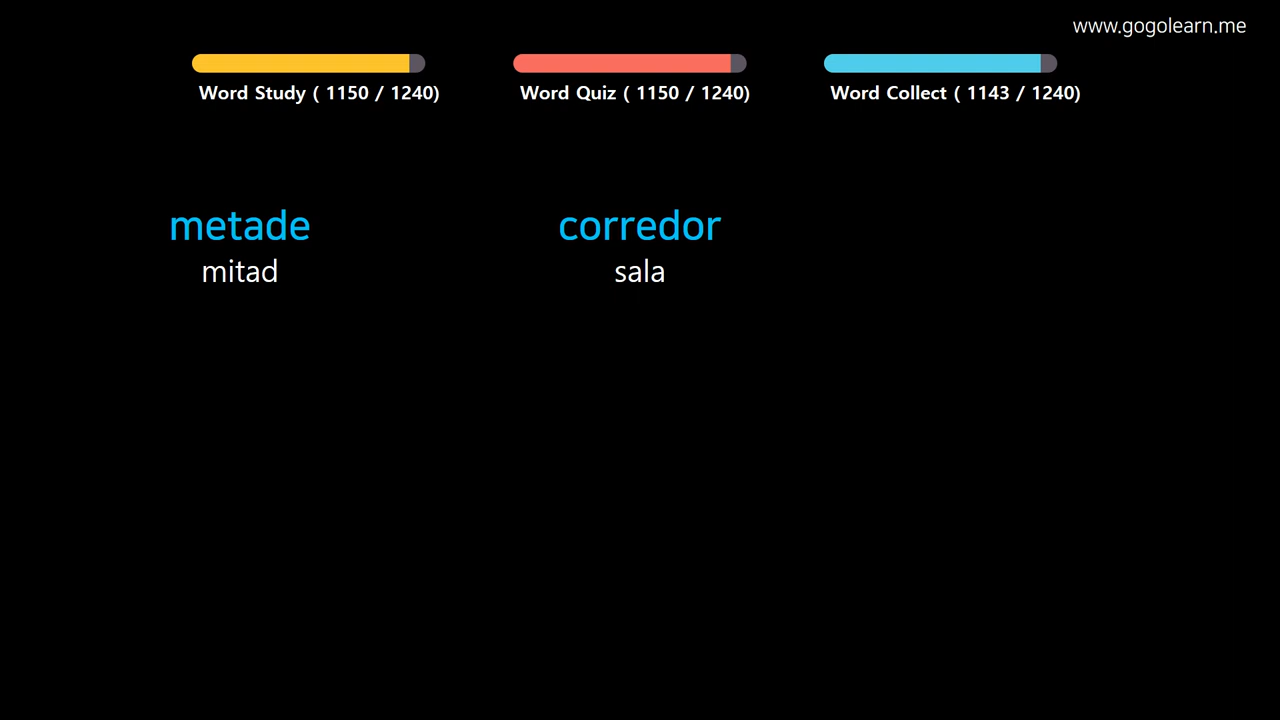 www.gogolearn.me
Word Study ( 1150 / 1240)
Word Quiz ( 1150 / 1240)
Word Collect ( 1143 / 1240)
metade
mitad
corredor
sala